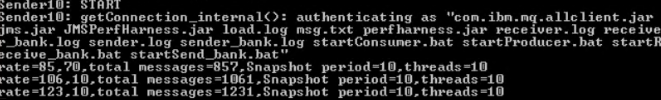 Sender10: START
Sender10: getConnection_internal(): authenticating as "com.ibm.mq.allclient.jar
jms.jar JMSPerfHarness.jar load.log msg.txt perfharness.jar receiver.log receive
r_bank.log sender.log sender_bank.log startConsumer.bat startProducer.bat startR
eceive_bank.bat startSend_bank.bat"
rate=85,70,total messages=857,Snapshot period=10,threads=10
rate=106,10,total messages=1061,Snapshot period=10,threads=10
rate=123,10,total messages=1231,Snapshot period=10,threads=10